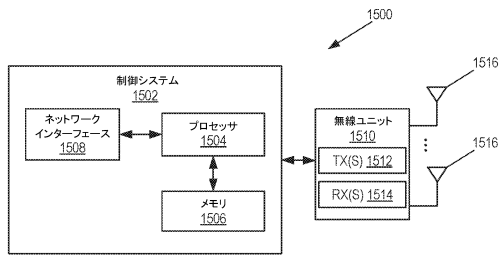 1500
制御システム
1502
ネットワーク
インターフェース
1508
プロセッサ
1504
メモリ
1506
無線ユニット
1510
TX(S) 1512
RX(S) 1514
1516
...
1516